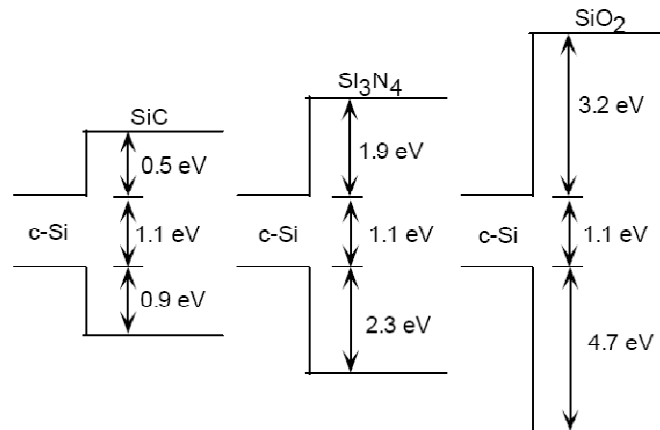 SiO2
SI3N4
SiC
3.2 eV
1.9 eV
0.5 eV
c-Si
1.1 eV
c-Si
1.1 eV
c-Si
1.1 eV
0.9 eV
2.3 eV
4.7 eV